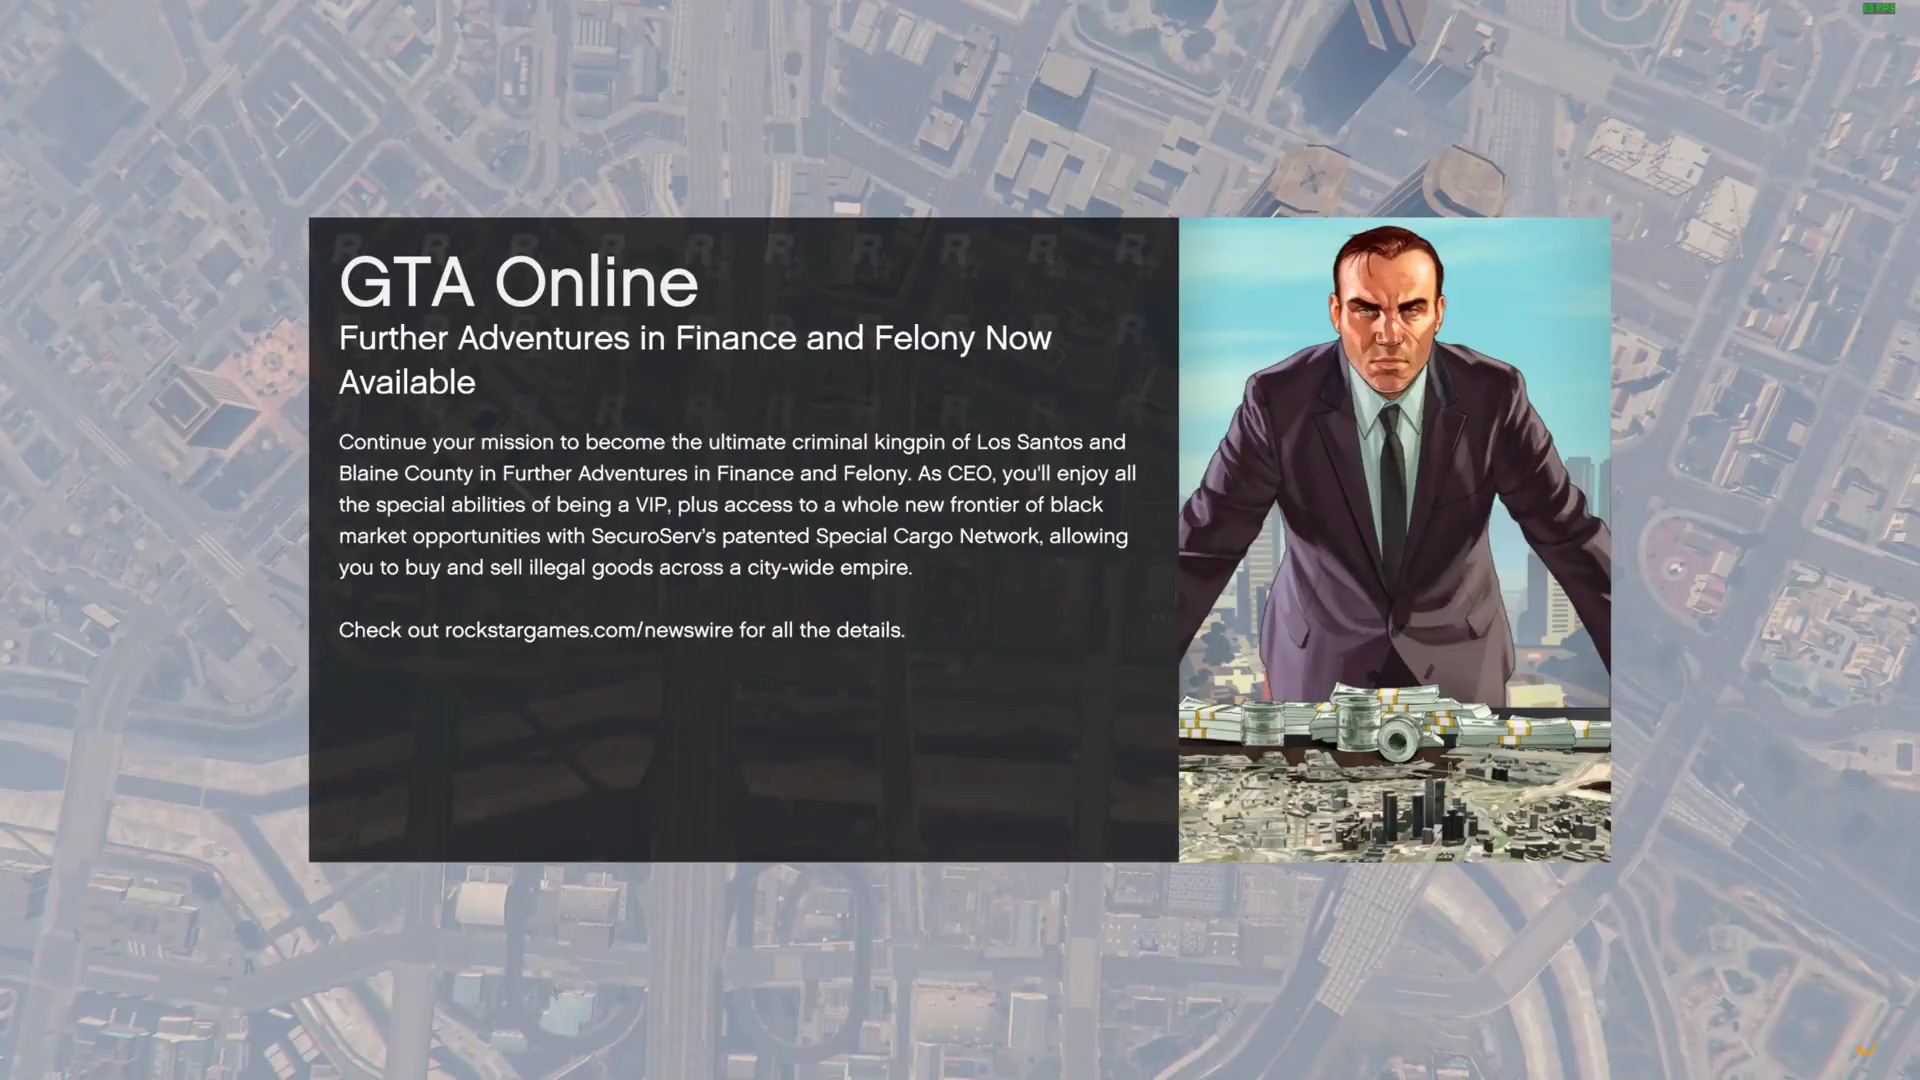 GTA Online
Further Adventures in Finance and Felony Now
Available
Continue your mission to become the ultimate criminal kingpin of Los Santos and
Blaine County in Further Adventures in Finance and Felony. As CEO, you'll enjoy all
the special abilities of being a VIP, plus access to a whole new frontier of black
market opportunities with SecuroServ's patented Special Cargo Network, allowing
you to buy and sell illegal goods across a city-wide empire.
Check out rockstargames.com/newswire for all the details.